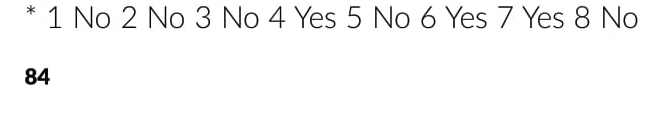 * 1 No 2 No 3 No 4 Yes 5 No 6 Yes 7 Yes 8 No
84